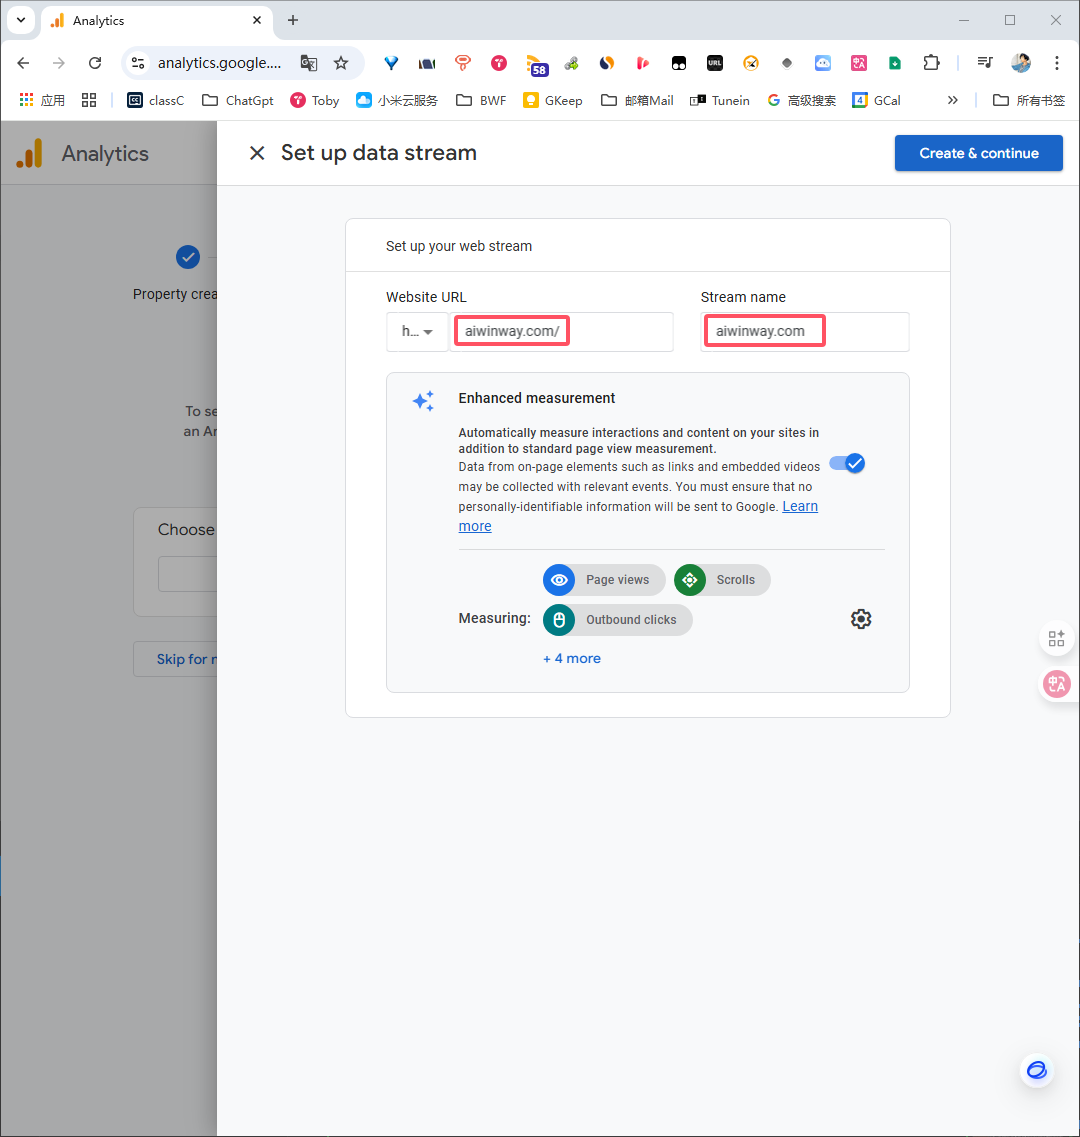 Analytics
analytics.google....
58
URL
应用
classC
ChatGpt
Toby
小米云服务
BWF
GKeep
邮箱Mail
Tunein
高级搜索
4
GCal
所有书签
Analytics
Set up data stream
Create & continue
Set up your web stream
Property crea
Website URL
Stream name
h...
aiwinway.com/
aiwinway.com
Enhanced measurement
To se
an Ar
Automatically measure interactions and content on your sites in
addition to standard page view measurement.
Data from on-page elements such as links and embedded videos
may be collected with relevant events. You must ensure that no
personally-identifiable information will be sent to Google. Learn
more
Choose
Page views
Scrolls
Measuring:
Outbound clicks
+ 4 more
Skip for n